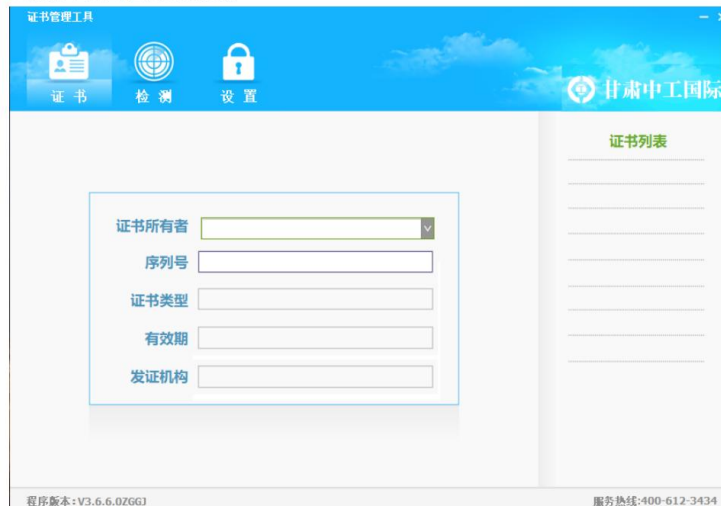 证书管理工具
证书
检测
设置
甘肃中工国际
证书列表
证书所有者
序列号
证书类型
有效期
发证机构
程序版本:V3.6.6.0ZGGJ
服务热线:400-612-3434